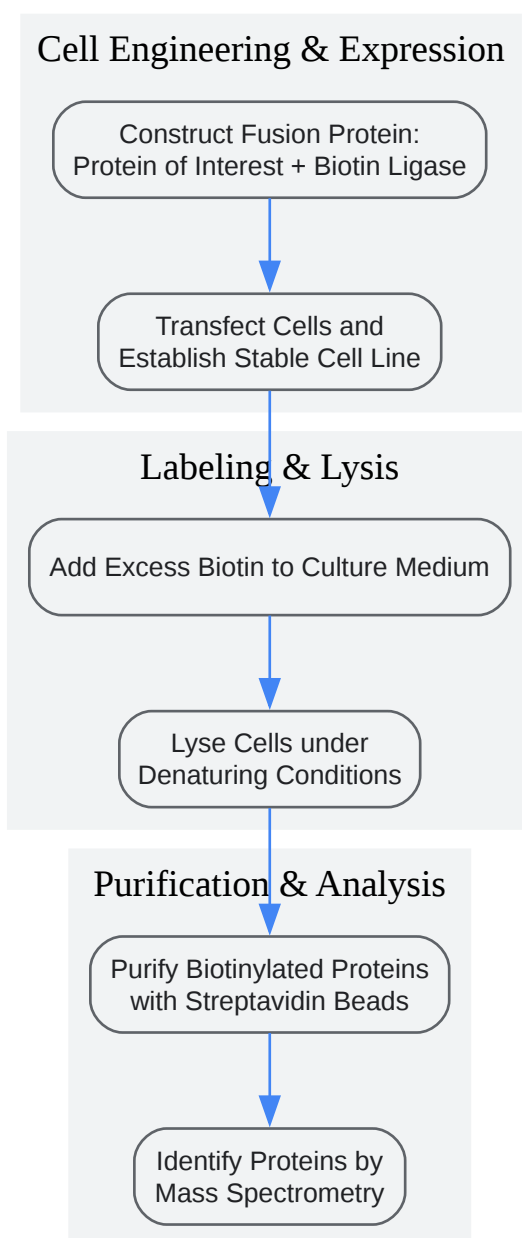 Cell Engineering & Expression
Construct Fusion Protein:
Protein of Interest + Biotin Ligase
Transfect Cells and
Establish Stable Cell Line
Labeling & Lysis
Add Excess Biotin to Culture Medium
Lyse Cells under
Denaturing Conditions
Purification & Analysis
Purify Biotinylated Proteins
with Streptavidin Beads
Identify Proteins by
Mass Spectrometry